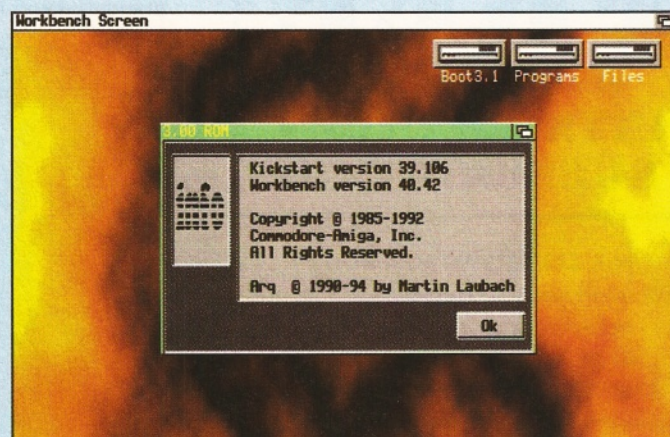 Workbench Screen
Boot3.1 Programs Files
3.00 ROM
Kickstart version 39.106
Workbench version 40.42
Copyright © 1985-1992
Commodore-Amiga, Inc.
All Rights Reserved.
Arq © 1990-94 by Martin Laubach
Ok